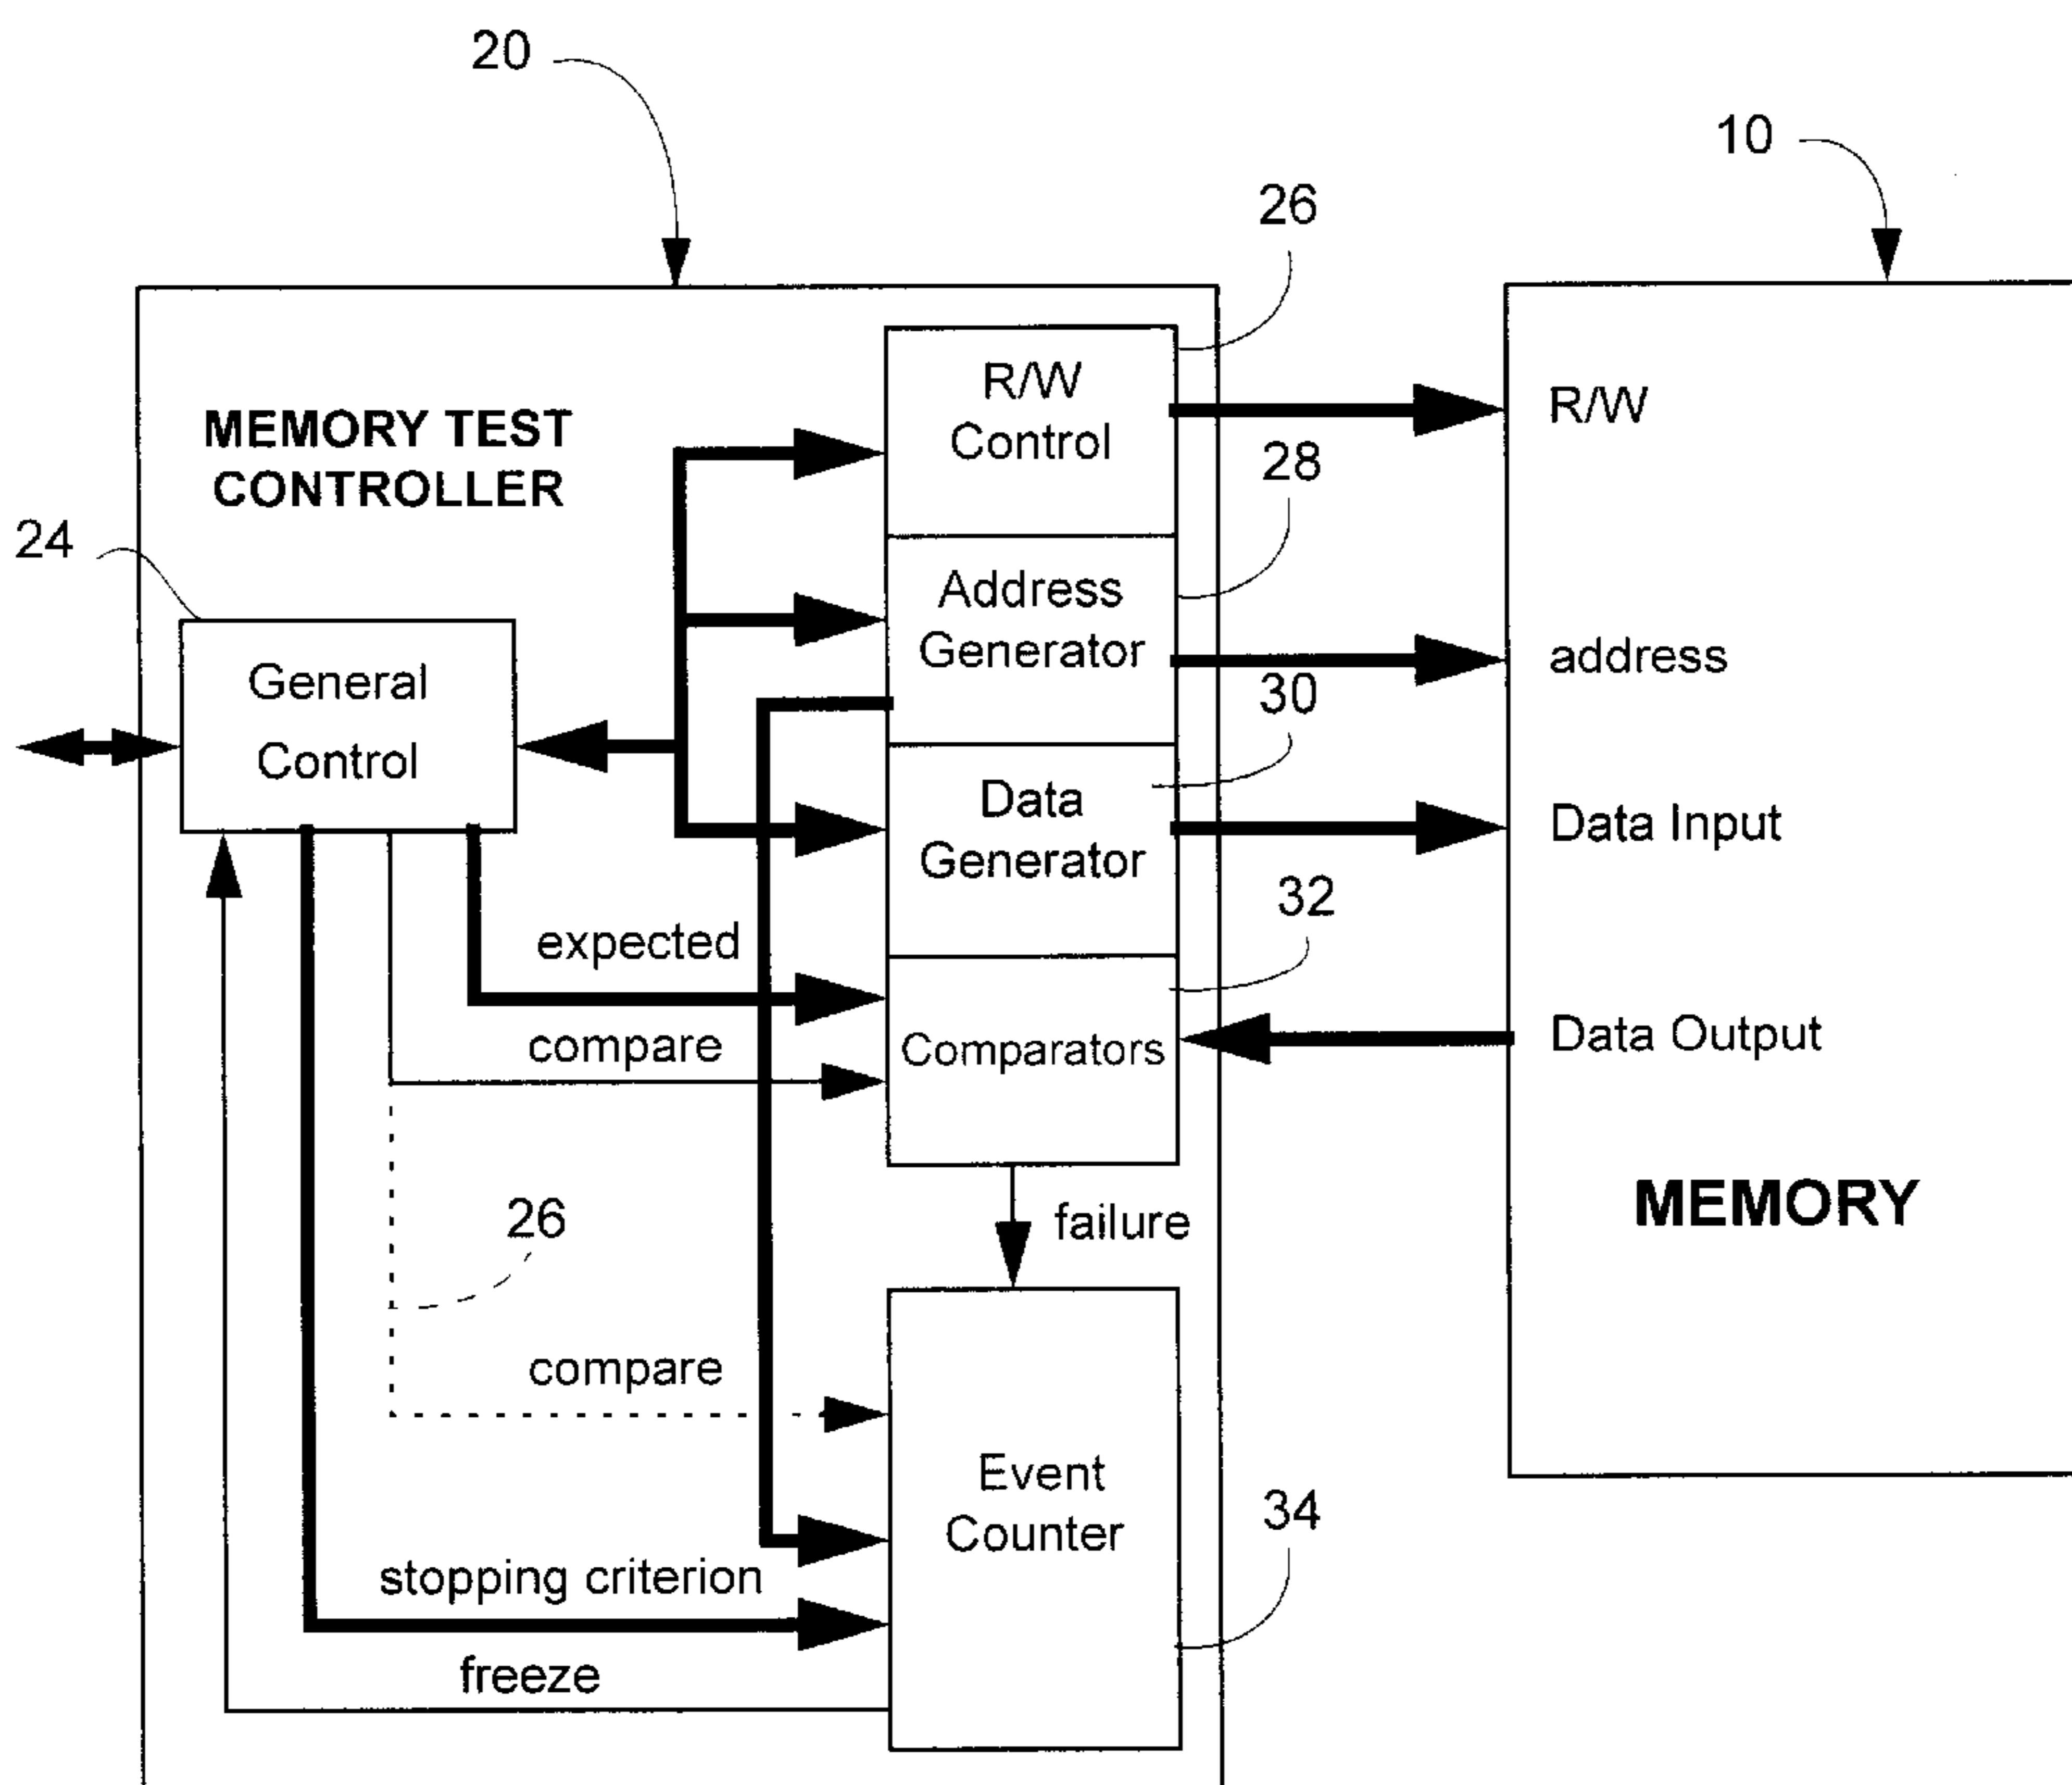 20
10
26
R/W
Control
R/W
MEMORY TEST
CONTROLLER
28
24
Address
Generator
address
General
Control
30
Data
Generator
Data Input
32
expected
compare
Comparators
Data Output
26
failure
MEMORY
compare
Event
Counter
34
stopping criterion
freeze